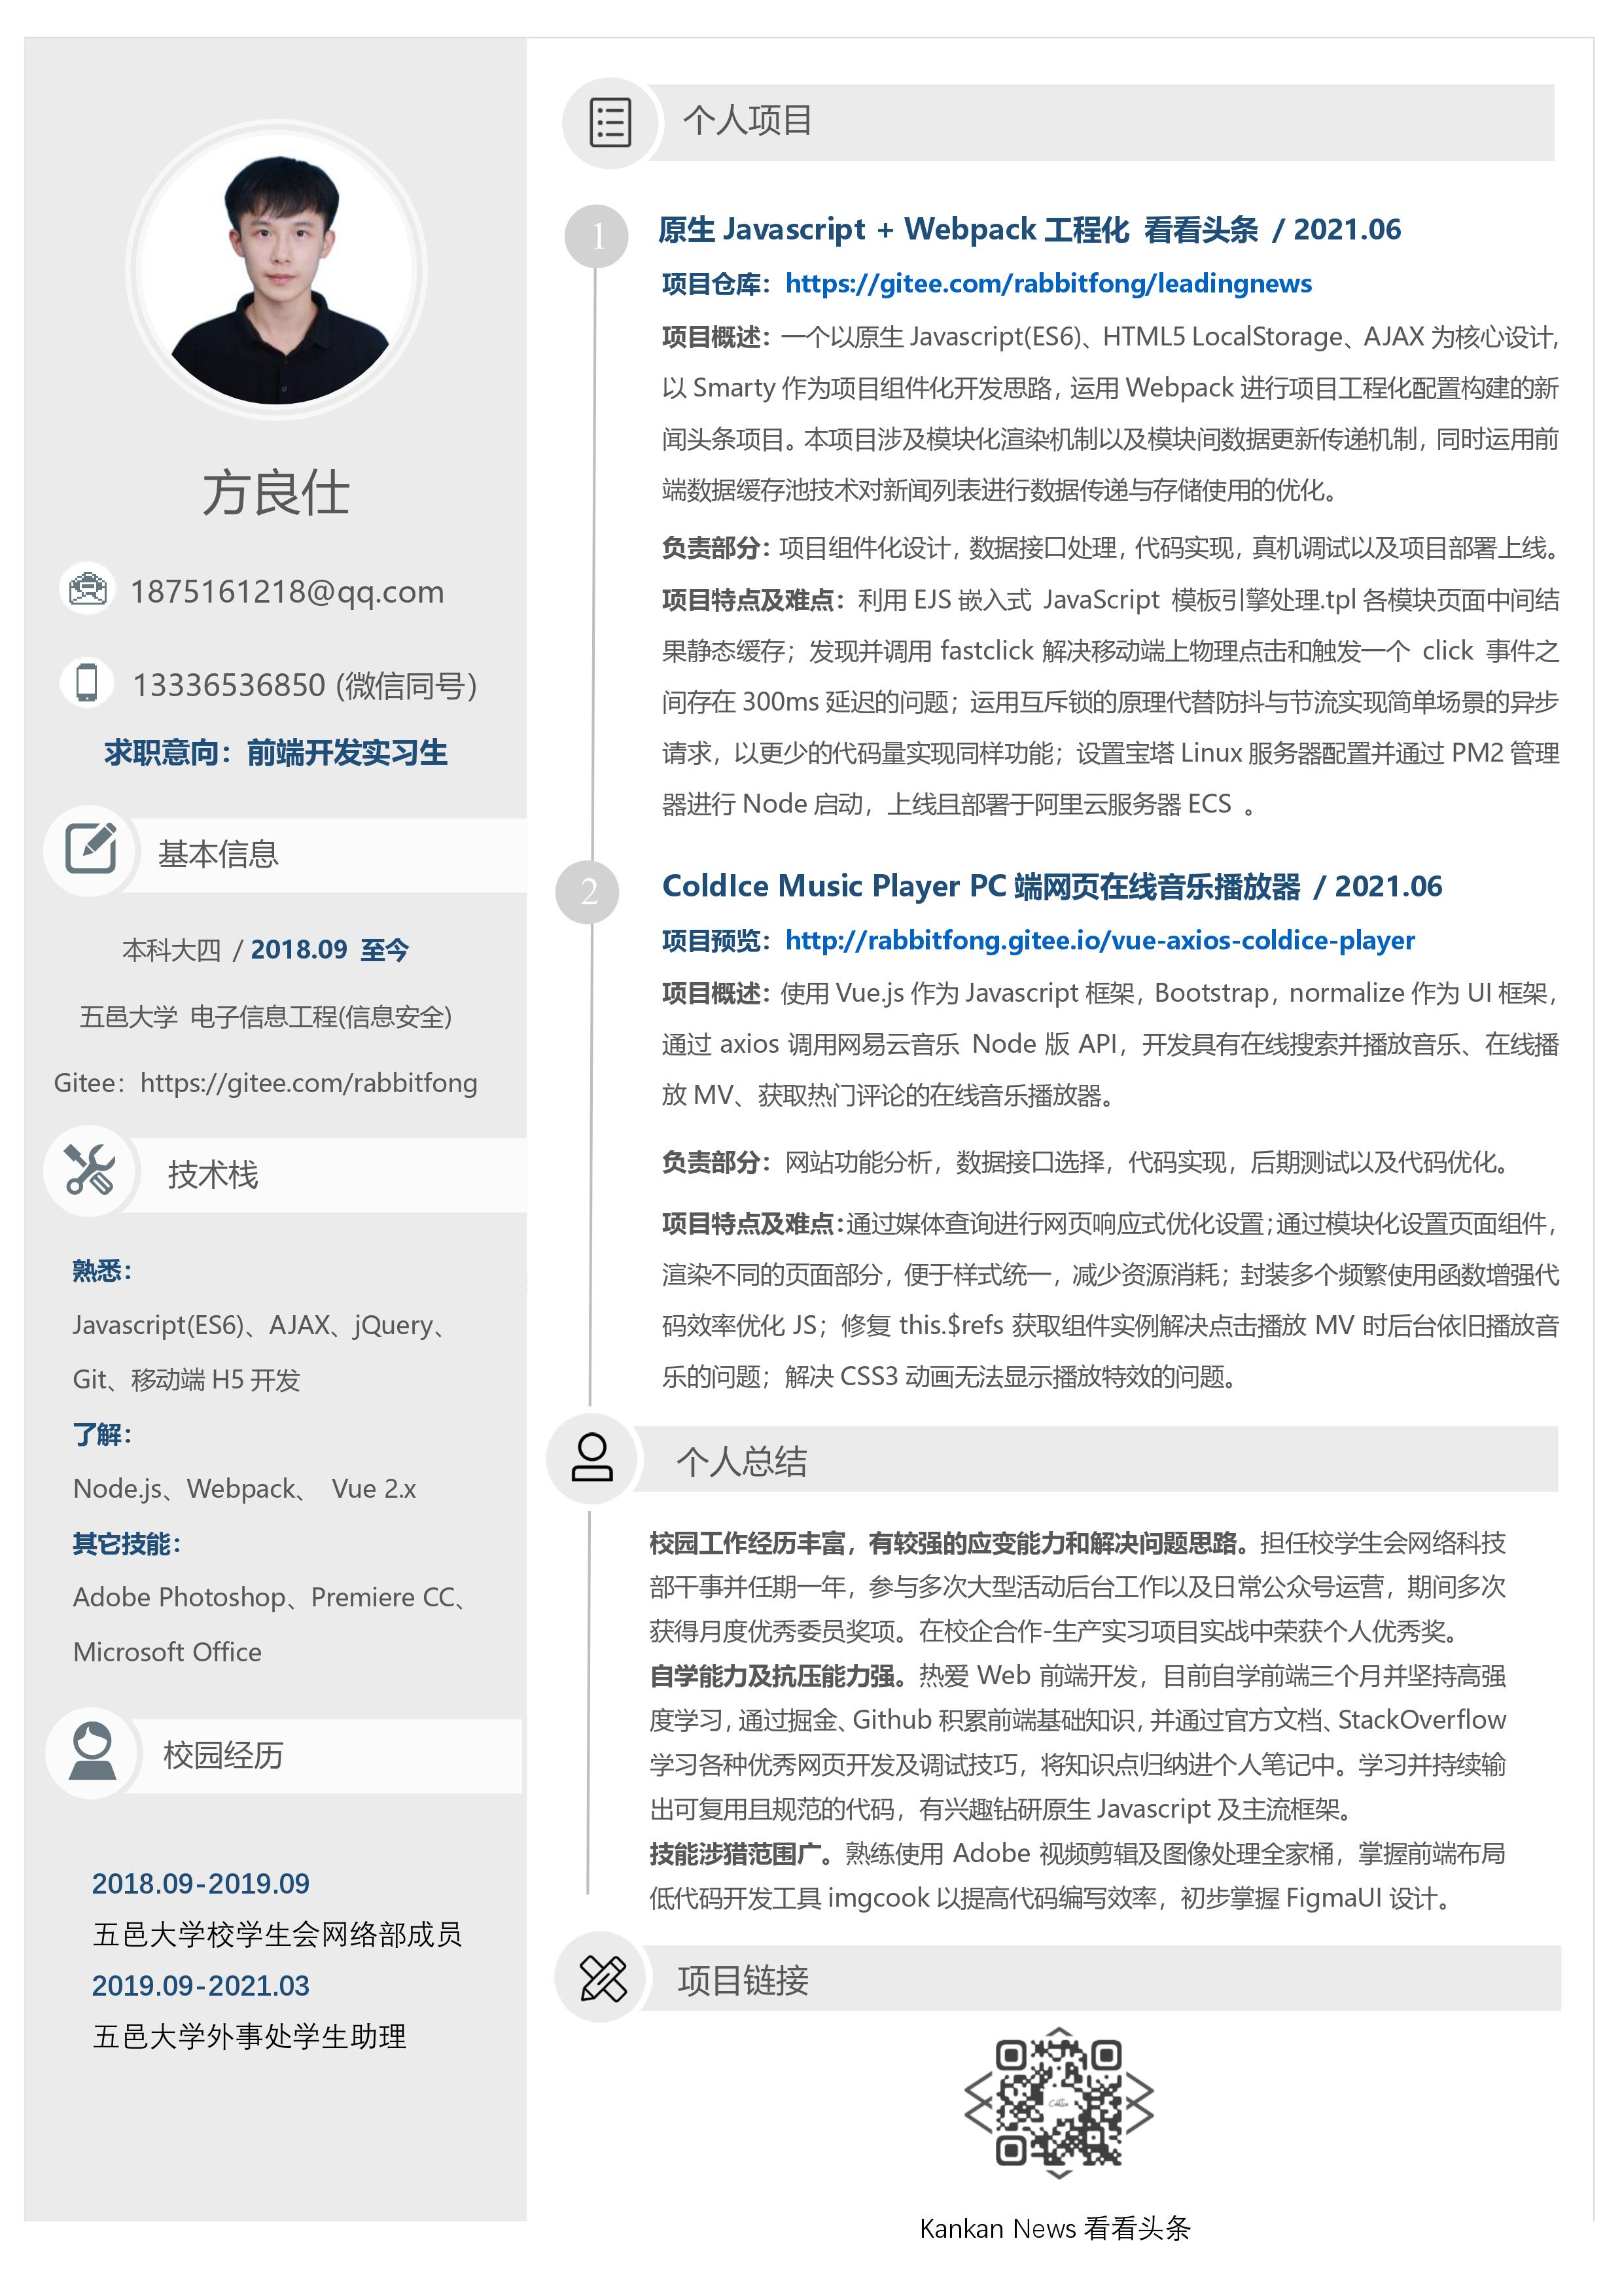 方良仕
1875161218@qq.com
13336536850 (微信同号)
求职意向：前端开发实习生
基本信息
本科大四 / 2018.09 至今
五邑大学 电子信息工程(信息安全)
Gitee：https://gitee.com/rabbitfong
技术栈
熟悉：
Javascript(ES6)、AJAX、jQuery、
Git、移动端 H5 开发
了解：
Node.js、Webpack、 Vue 2.x
其它技能：
Adobe Photoshop、Premiere CC、
Microsoft Office
校园经历
2018.09-2019.09
五邑大学校学生会网络部成员
2019.09-2021.03
五邑大学外事处学生助理
个人项目
1
原生 Javascript + Webpack 工程化 看看头条 / 2021.06
项目仓库：https://gitee.com/rabbitfong/leadingnews
项目概述：一个以原生 Javascript(ES6)、HTML5 LocalStorage、AJAX 为核心设计,
以 Smarty 作为项目组件化开发思路, 运用 Webpack 进行项目工程化配置构建的新
闻头条项目。本项目涉及模块化渲染机制以及模块间数据更新传递机制，同时运用前
端数据缓存池技术对新闻列表进行数据传递与存储使用的优化。
负责部分：项目组件化设计，数据接口处理，代码实现，真机调试以及项目部署上线。
项目特点及难点：利用 EJS 嵌入式 JavaScript 模板引擎处理.tpl 各模块页面中间结
果静态缓存；发现并调用 fastclick 解决移动端上物理点击和触发一个 click 事件之
间存在 300ms 延迟的问题；运用互斥锁的原理代替防抖与节流实现简单场景的异步
请求，以更少的代码量实现同样功能；设置宝塔 Linux 服务器配置并通过 PM2 管理
器进行 Node 启动，上线且部署于阿里云服务器 ECS 。
2
ColdIce Music Player PC 端网页在线音乐播放器 / 2021.06
项目预览：http://rabbitfong.gitee.io/vue-axios-coldice-player
项目概述：使用 Vue.js 作为 Javascript 框架，Bootstrap，normalize 作为 UI 框架，
通过 axios 调用网易云音乐 Node 版 API，开发具有在线搜索并播放音乐、在线播
放 MV、获取热门评论的在线音乐播放器。
负责部分：网站功能分析，数据接口选择，代码实现，后期测试以及代码优化。
项目特点及难点：通过媒体查询进行网页响应式优化设置；通过模块化设置页面组件，
渲染不同的页面部分，便于样式统一，减少资源消耗；封装多个频繁使用函数增强代
码效率优化 JS；修复 this.$refs 获取组件实例解决点击播放 MV 时后台依旧播放音
乐的问题；解决 CSS3 动画无法显示播放特效的问题。
个人总结
校园工作经历丰富，有较强的应变能力和解决问题思路。担任校学生会网络科技
部干事并任期一年，参与多次大型活动后台工作以及日常公众号运营，期间多次
获得月度优秀委员奖项。在校企合作-生产实习项目实战中荣获个人优秀奖。
自学能力及抗压能力强。热爱 Web 前端开发，目前自学前端三个月并坚持高强
度学习，通过掘金、Github 积累前端基础知识，并通过官方文档、StackOverflow
学习各种优秀网页开发及调试技巧，将知识点归纳进个人笔记中。学习并持续输
出可复用且规范的代码，有兴趣钻研原生 Javascript 及主流框架。
技能涉猎范围广。熟练使用 Adobe 视频剪辑及图像处理全家桶，掌握前端布局
低代码开发工具 imgcook 以提高代码编写效率，初步掌握 FigmaUI 设计。
项目链接
Kankan News 看看头条